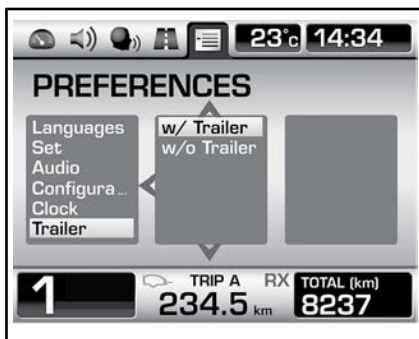 23°c 14:34
PREFERENCES
Languages
Set
Audio
Configura...
Clock
Trailer
w/ Trailer
w/o Trailer
1
TRIP A RX
234.5 km
TOTAL (km)
8237